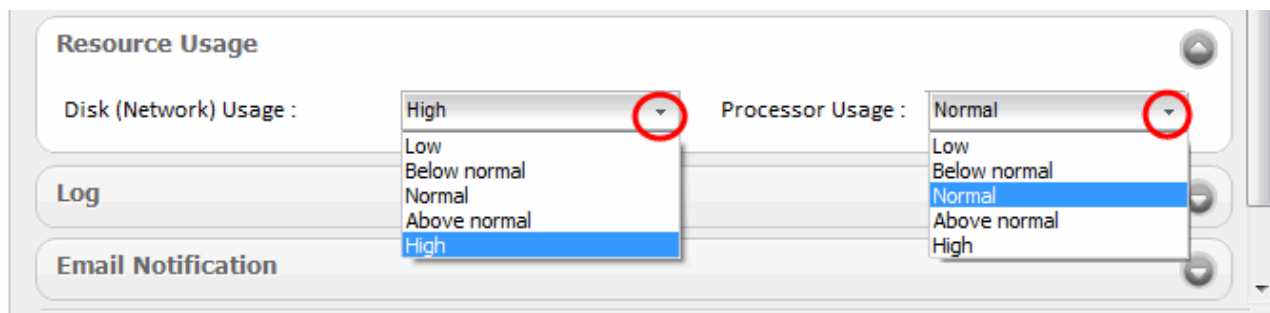 Resource Usage
Disk (Network) Usage : High Processor Usage : Normal
Low Low
Below normal Below normal
Normal Normal
Above normal Above normal
High High
Log
Email Notification